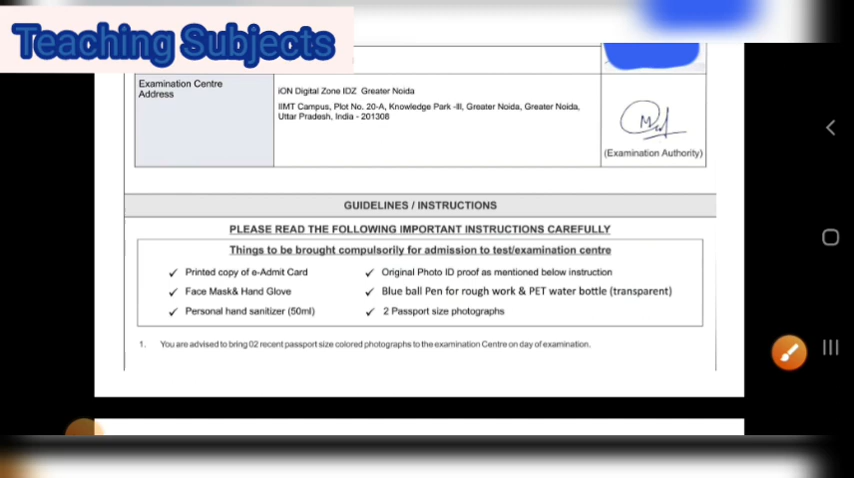 Teaching Subjects
Examination Centre
Address
iON Digital Zone IDZ Greater Noida
IIMT Campus, Plot No. 20-A, Knowledge Park -III, Greater Noida, Greater Noida,
Uttar Pradesh, India - 201308
(Examination Authority)
GUIDELINES / INSTRUCTIONS
PLEASE READ THE FOLLOWING IMPORTANT INSTRUCTIONS CAREFULLY
Things to be brought compulsorily for admission to test/examination centre
✓ Printed copy of e-Admit Card
✓ Original Photo ID proof as mentioned below instruction
✓ Face Mask& Hand Glove
✓ Blue ball Pen for rough work & PET water bottle (transparent)
✓ Personal hand sanitizer (50ml)
✓ 2 Passport size photographs
1. You are advised to bring 02 recent passport size colored photographs to the examination Centre on day of examination.